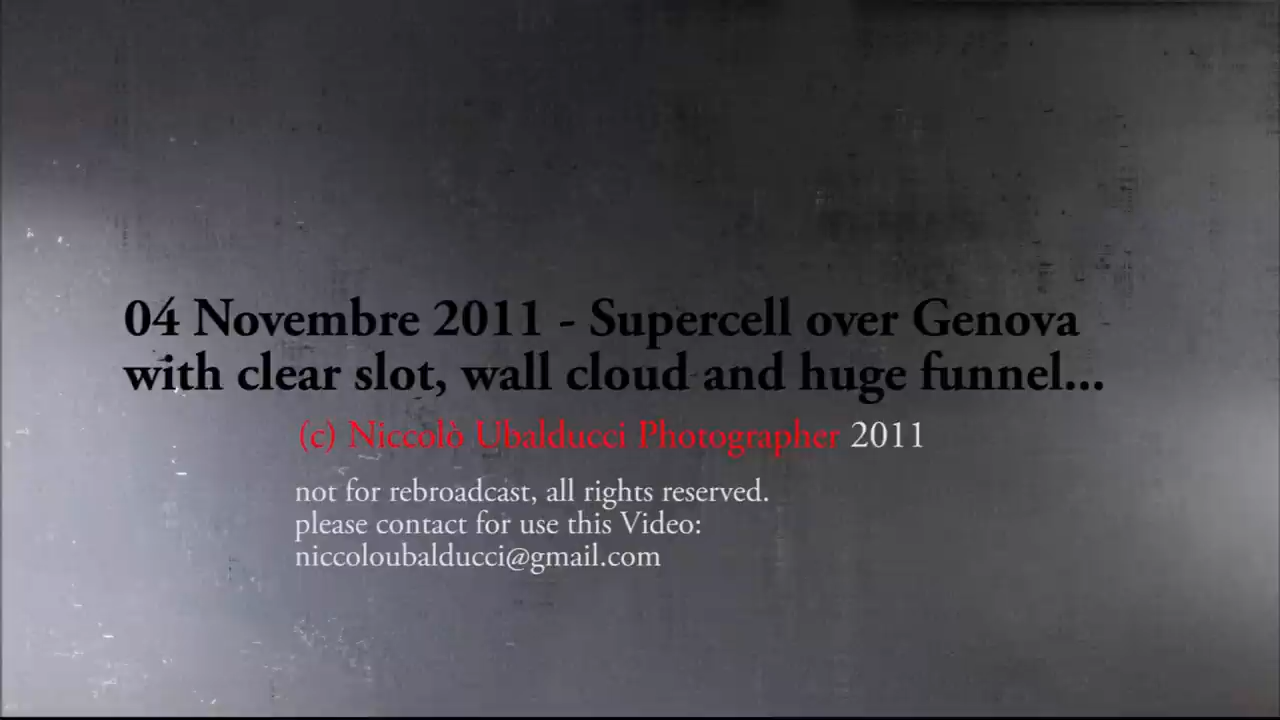 04 Novembre 2011 - Supercell over Genova
with clear slot, wall cloud and huge funnel...
(c) Niccolò Ubalducci Photographer 2011
not for rebroadcast, all rights reserved.
please contact for use this Video:
niccoloubalducci@gmail.com